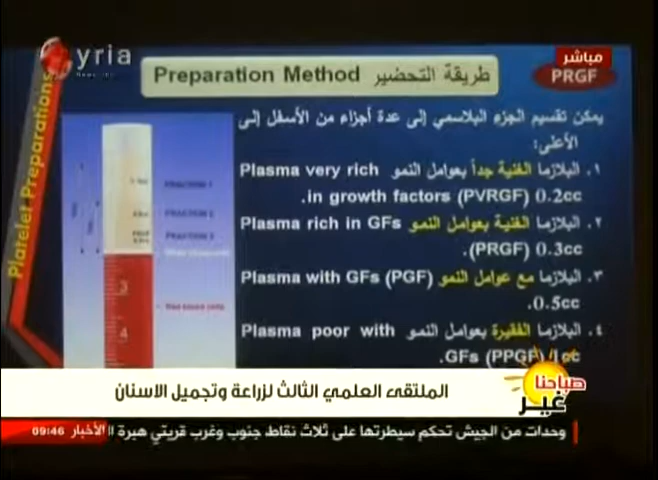 Syria
مباشر
طريقة التحضير Preparation Method
PRGF
Platelet Preparations
يمكن تقسيم الجزء البلاسمي إلى عدة أجزاء من الأسفل إلى
الأعلى:
١. البلازما الغنية جداً بعوامل النمو Plasma very rich
in growth factors (PVRGF) 0.2cc.
٢. البلازما الغنية بعوامل النمو Plasma rich in GFs
(PRGF) 0.3cc.
٣. البلازما مع عوامل النمو Plasma with GFs (PGF)
0.5cc.
٤. البلازما الفقيرة بعوامل النمو Plasma poor with
GFs (PPGF) 1cc.
FRACTION 1
FRACTION 2
FRACTION 3
3
4
الملتقى العلمي الثالث لزراعة وتجميل الاسنان
صباحنا
غير
09:46 الأخبار وحدات من الجيش تحكم سيطرتها على ثلاث نقاط جنوب وغرب قريتي هبرة ال